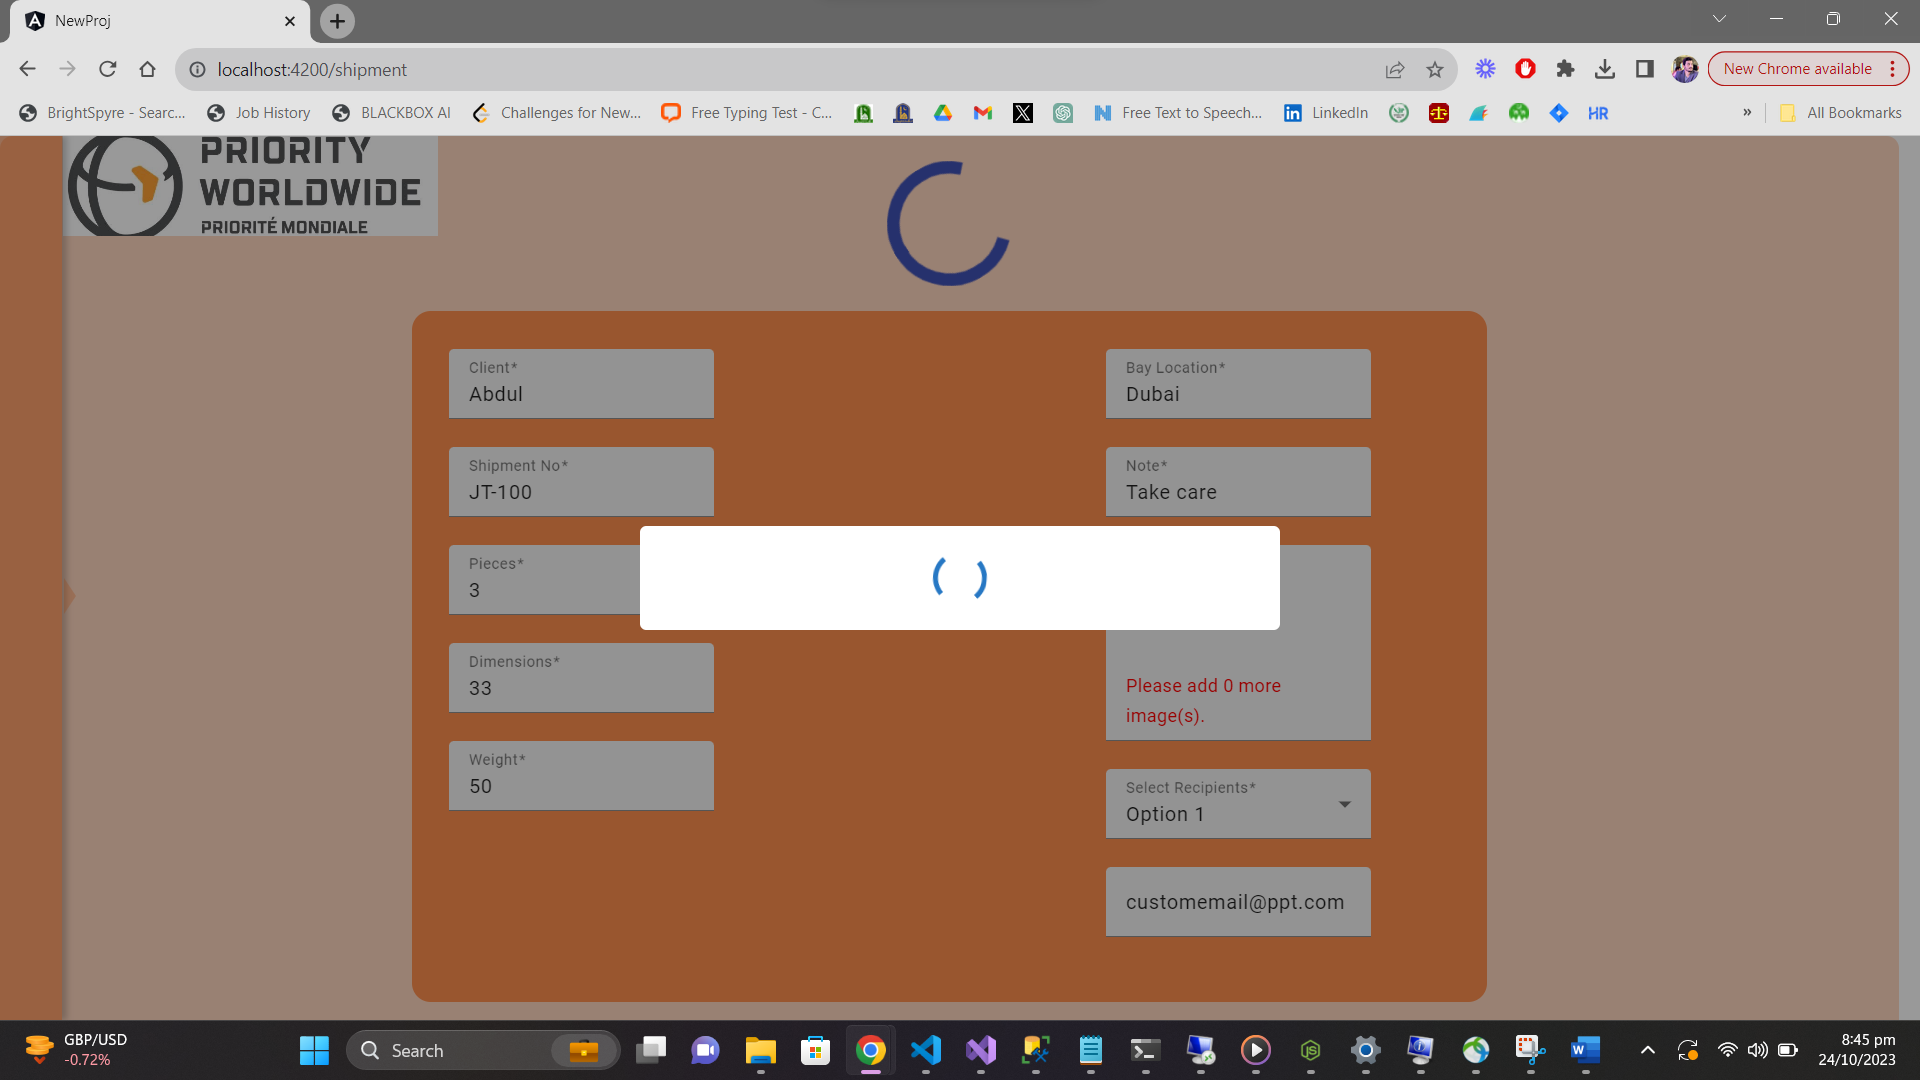 NewProj
localhost:4200/shipment
New Chrome available
BrightSpyre - Searc...
Job History
BLACKBOX AI
Challenges for New...
Free Typing Test - C...
Free Text to Speech...
LinkedIn
HR
»
All Bookmarks
PRIORITY
WORLDWIDE
PRIORITÉ MONDIALE
Client*
Abdul
Bay Location*
Dubai
Shipment No*
JT-100
Note*
Take care
Pieces*
3
Dimensions*
33
Please add 0 more
image(s).
Weight*
50
Select Recipients*
Option 1
customemail@ppt.com
GBP/USD
-0.72%
Search
8:45 pm
24/10/2023